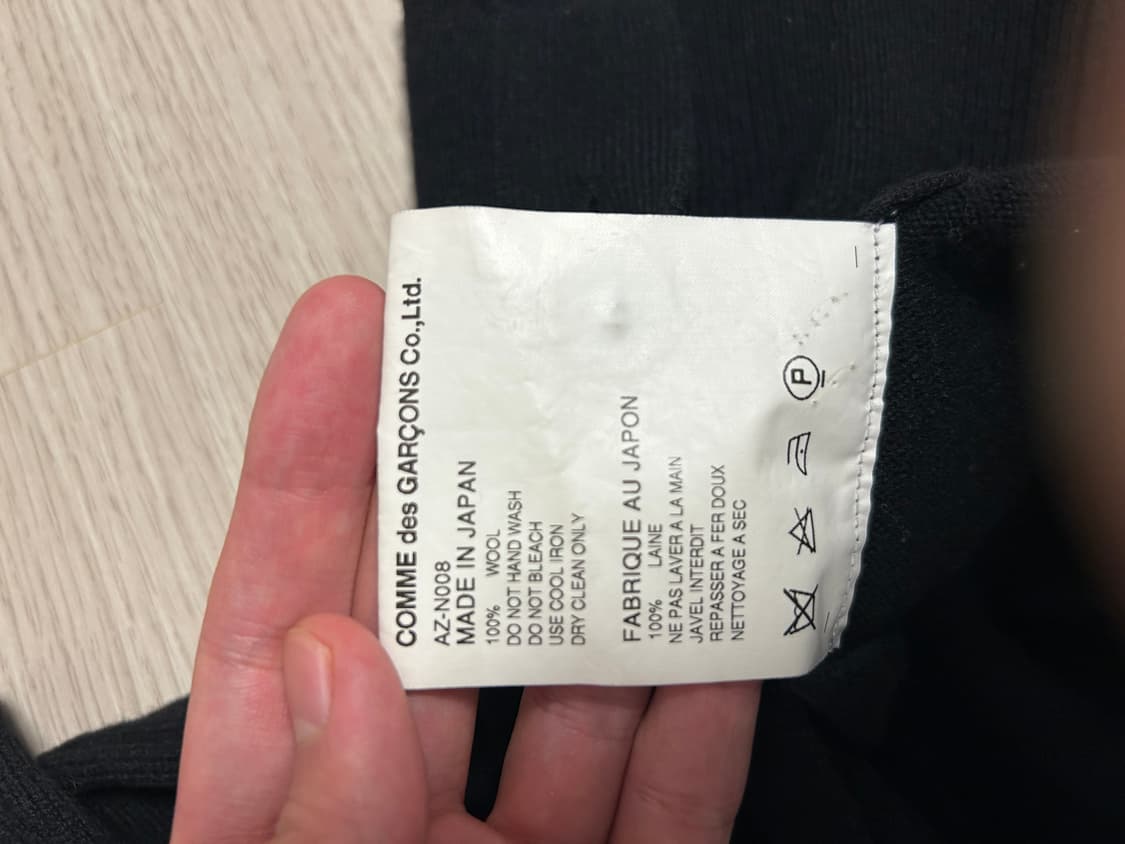 COMME des GARÇONS Co.,Ltd.
AZ-N008
MADE IN JAPAN
100% WOOL
DO NOT HAND WASH
DO NOT BLEACH
USE COOL IRON
DRY CLEAN ONLY
FABRIQUE AU JAPON
100% LAINE
NE PAS LAVER A LA MAIN
JAVEL INTERDIT
REPASSER A FER DOUX
NETTOYAGE A SEC
P